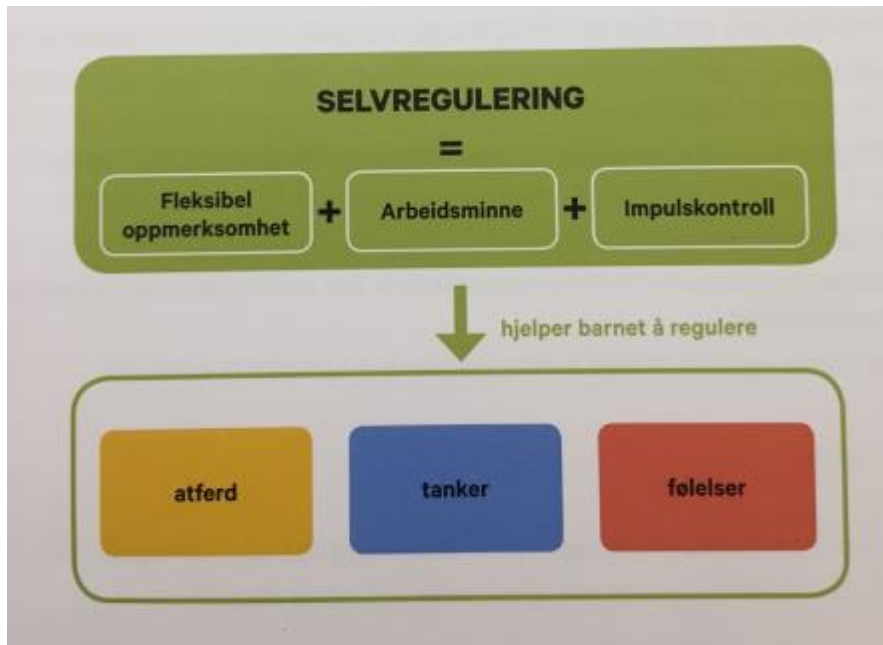 SELVREGULERING
=
Fleksibel
oppmerksomhet
+
Arbeidsminne
+
Impulskontroll
hjelper barnet å regulere
atferd
tanker
følelser